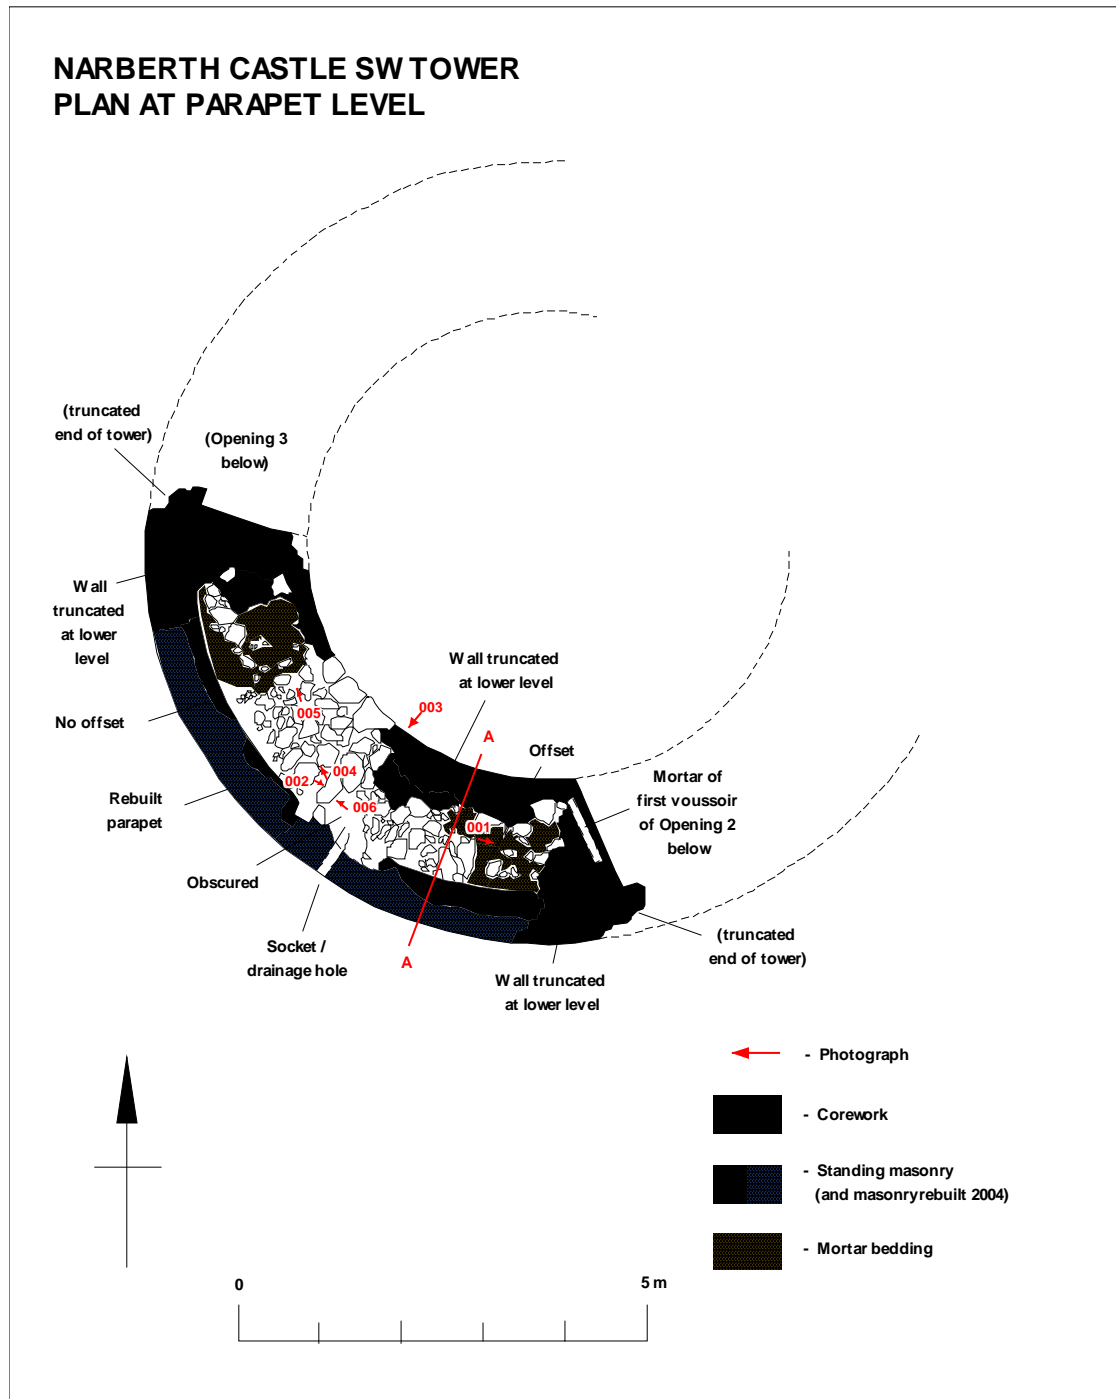 NARBERTH CASTLE SW TOWER
PLAN AT PARAPET LEVEL
(truncated
end of tower)
(Opening 3
below)
Wall
truncated
at lower
level
No offset
Rebuilt
parapet
Obscured
Socket /
drainage hole
005
004
002
006
003
001
A
A
Wall truncated
at lower level
Offset
Mortar of
first voussoir
of Opening 2
below
(truncated
end of tower)
Wall truncated
at lower level
- Photograph
- Corework
- Standing masonry
(and masonryrebuilt 2004)
- Mortar bedding
0
5 m